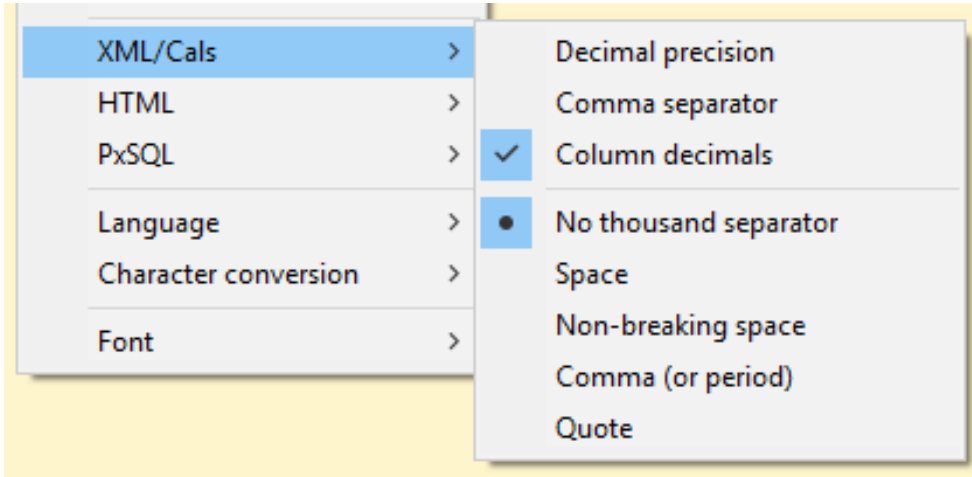 XML/Cals
HTML
PxSQL
Language
Character conversion
Font
Decimal precision
Comma separator
Column decimals
No thousand separator
Space
Non-breaking space
Comma (or period)
Quote